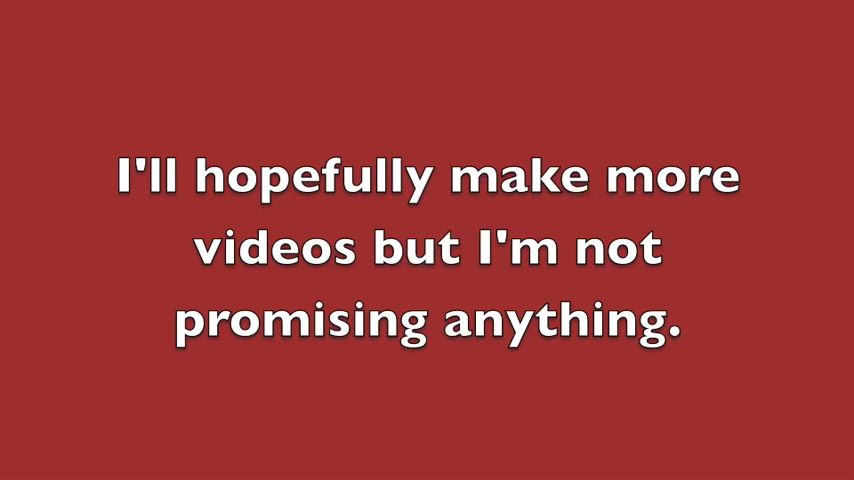 I'll hopefully make more
videos but I'm not
promising anything.